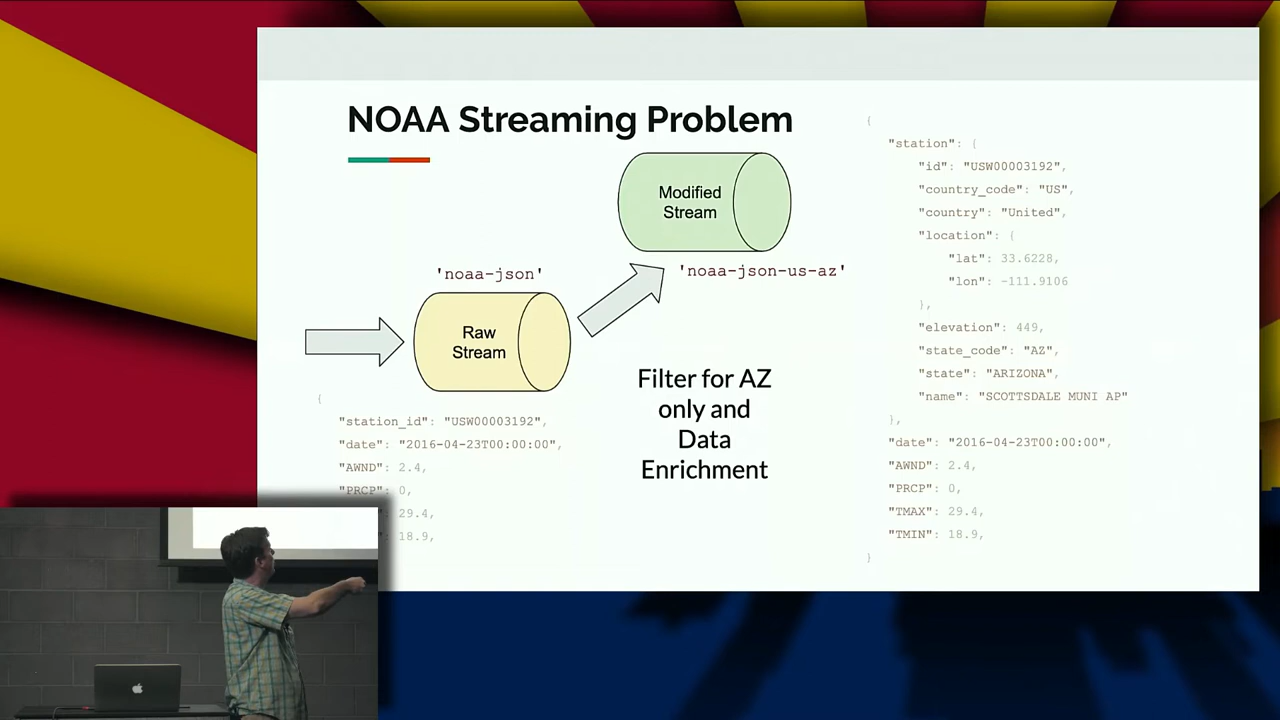 NOAA Streaming Problem
Modified
Stream
'noaa-json'
'noaa-json-us-az'
Raw
Stream
Filter for AZ
only and
Data
Enrichment
{
"station_id": "USW00003192",
"date": "2016-04-23T00:00:00",
"AWND": 2.4,
"PRCP": 0,
29.4,
18.9,
{
"station": {
"id": "USW00003192",
"country_code": "US",
"country": "United",
"location": {
"lat": 33.6228,
"lon": -111.9106
},
"elevation": 449,
"state_code": "AZ",
"state": "ARIZONA",
"name": "SCOTTSDALE MUNI AP"
},
"date": "2016-04-23T00:00:00",
"AWND": 2.4,
"PRCP": 0,
"TMAX": 29.4,
"TMIN": 18.9,
}